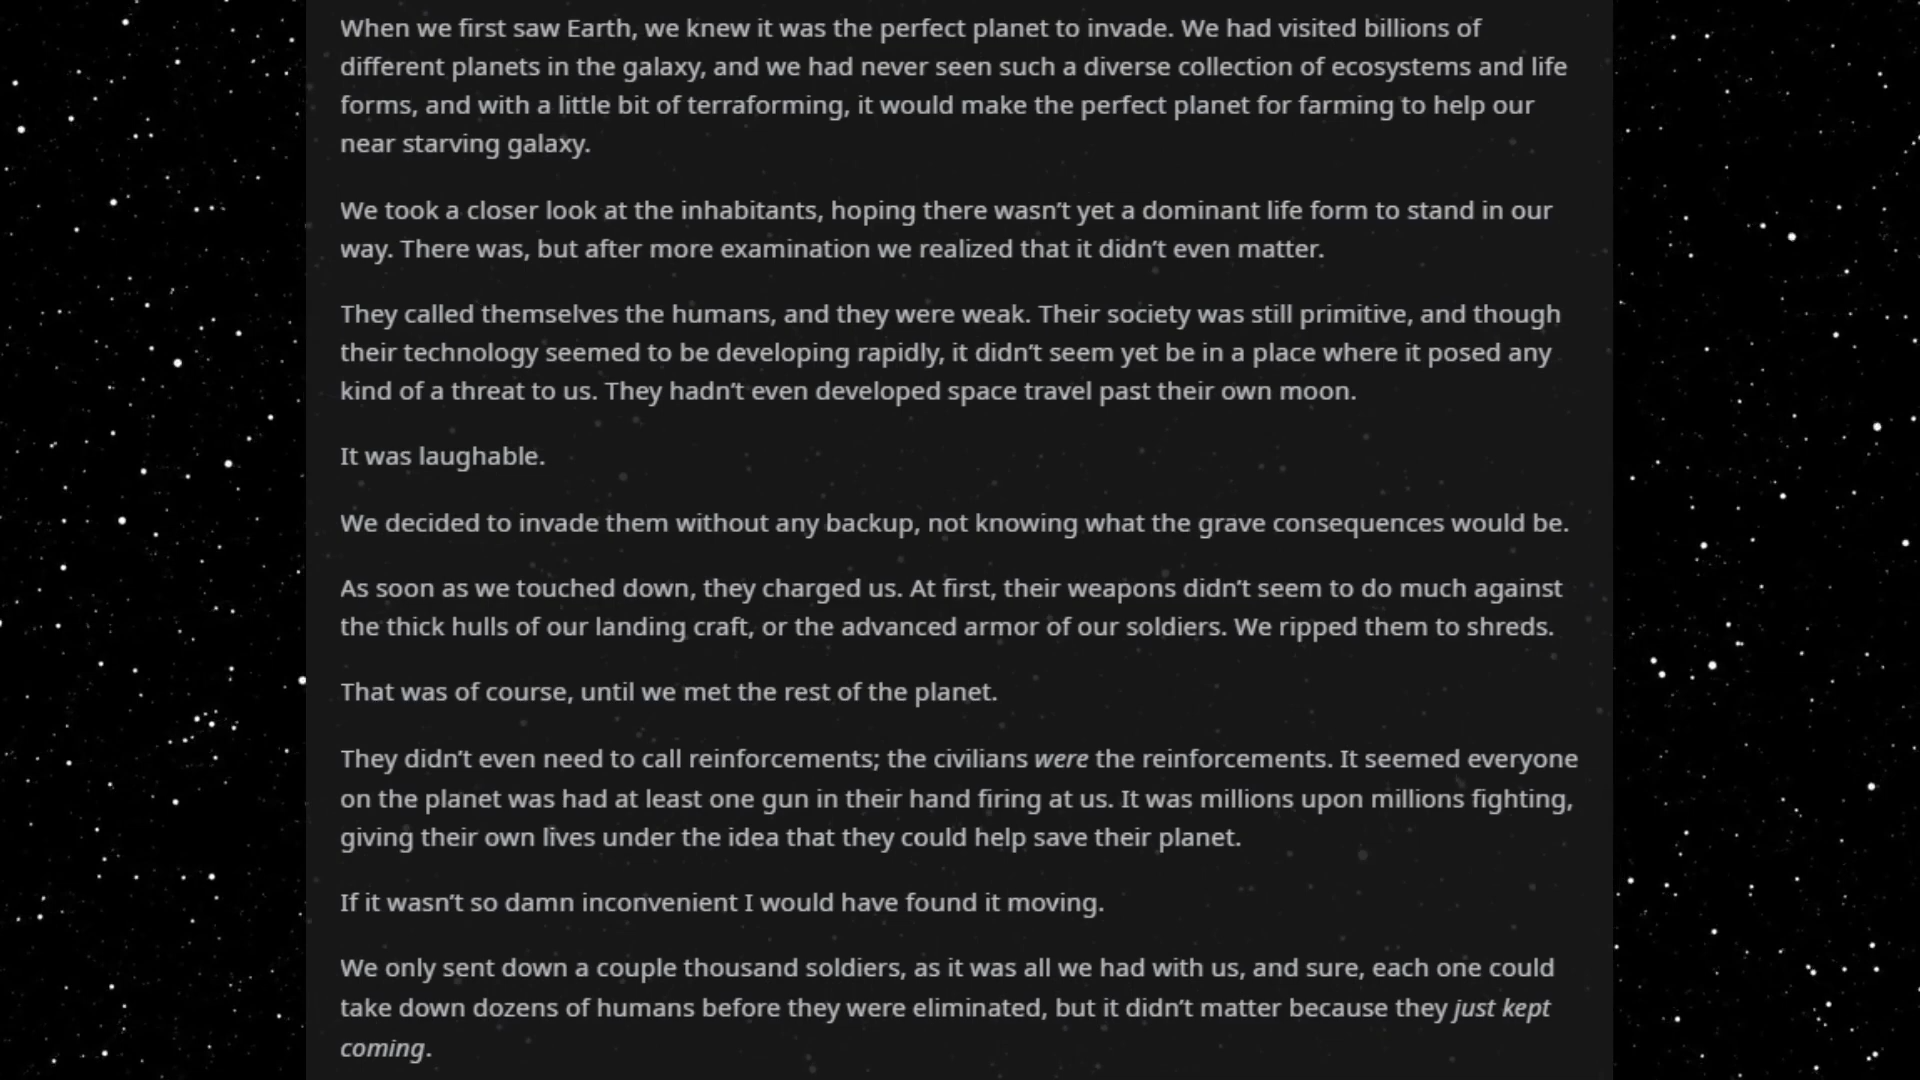 When we first saw Earth, we knew it was the perfect planet to invade. We had visited billions of
different planets in the galaxy, and we had never seen such a diverse collection of ecosystems and life
forms, and with a little bit of terraforming, it would make the perfect planet for farming to help our
near starving galaxy.
We took a closer look at the inhabitants, hoping there wasn’t yet a dominant life form to stand in our
way. There was, but after more examination we realized that it didn’t even matter.
They called themselves the humans, and they were weak. Their society was still primitive, and though
their technology seemed to be developing rapidly, it didn’t seem yet be in a place where it posed any
kind of a threat to us. They hadn’t even developed space travel past their own moon.
It was laughable.
We decided to invade them without any backup, not knowing what the grave consequences would be.
As soon as we touched down, they charged us. At first, their weapons didn’t seem to do much against
the thick hulls of our landing craft, or the advanced armor of our soldiers. We ripped them to shreds.
That was of course, until we met the rest of the planet.
They didn’t even need to call reinforcements; the civilians were the reinforcements. It seemed everyone
on the planet was had at least one gun in their hand firing at us. It was millions upon millions fighting,
giving their own lives under the idea that they could help save their planet.
If it wasn’t so damn inconvenient I would have found it moving.
We only sent down a couple thousand soldiers, as it was all we had with us, and sure, each one could
take down dozens of humans before they were eliminated, but it didn’t matter because they just kept
coming.